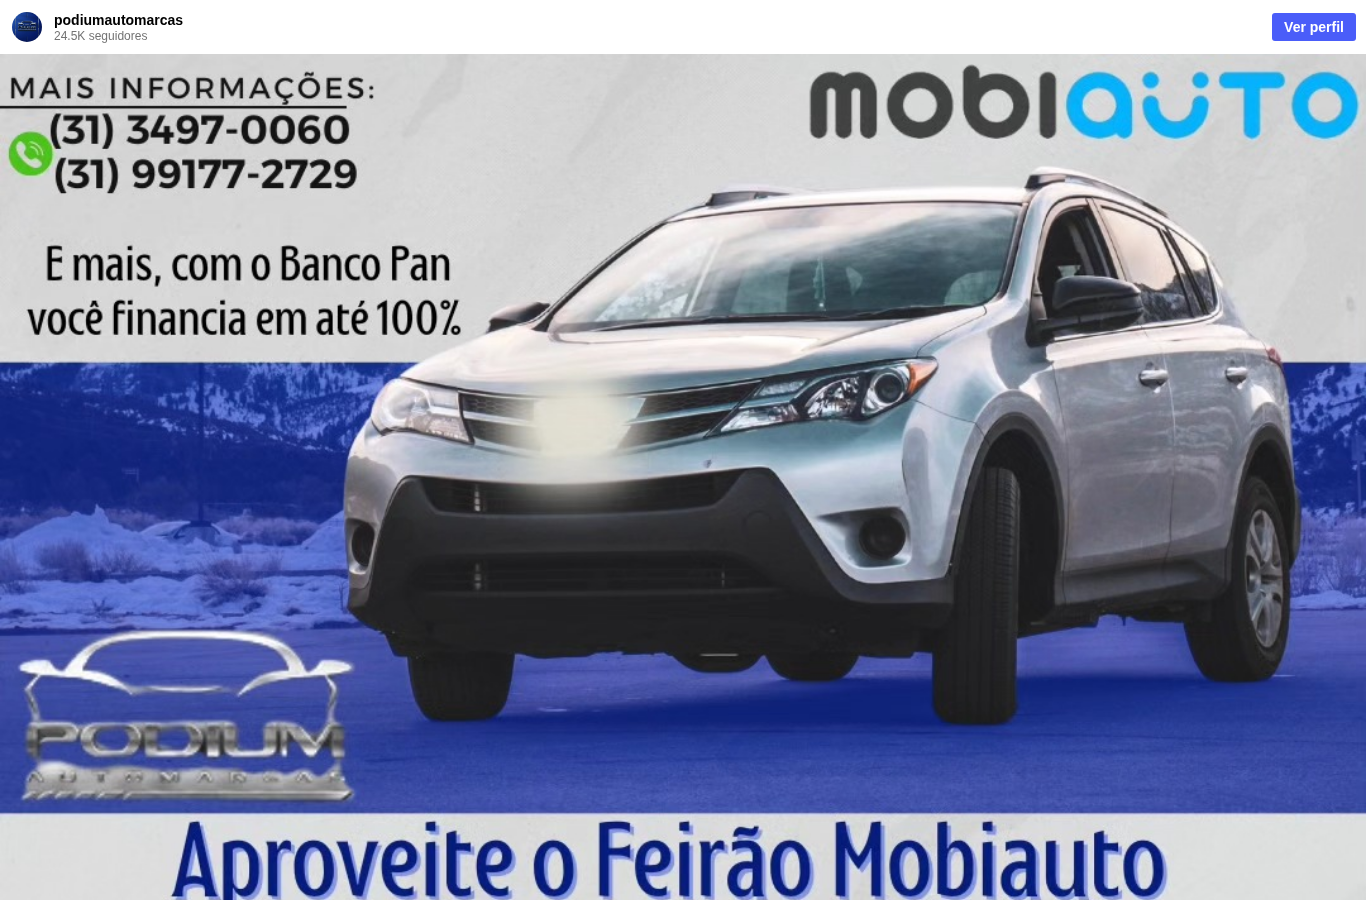 podiumautomarcas
24.5K seguidores
Ver perfil
MAIS INFORMAÇÕES:
(31) 3497-0060
(31) 99177-2729
mobiauto
E mais, com o Banco Pan
você financia em até 100%
PODIUM
AUTOMARCAS
Aproveite o Feirão Mobiauto